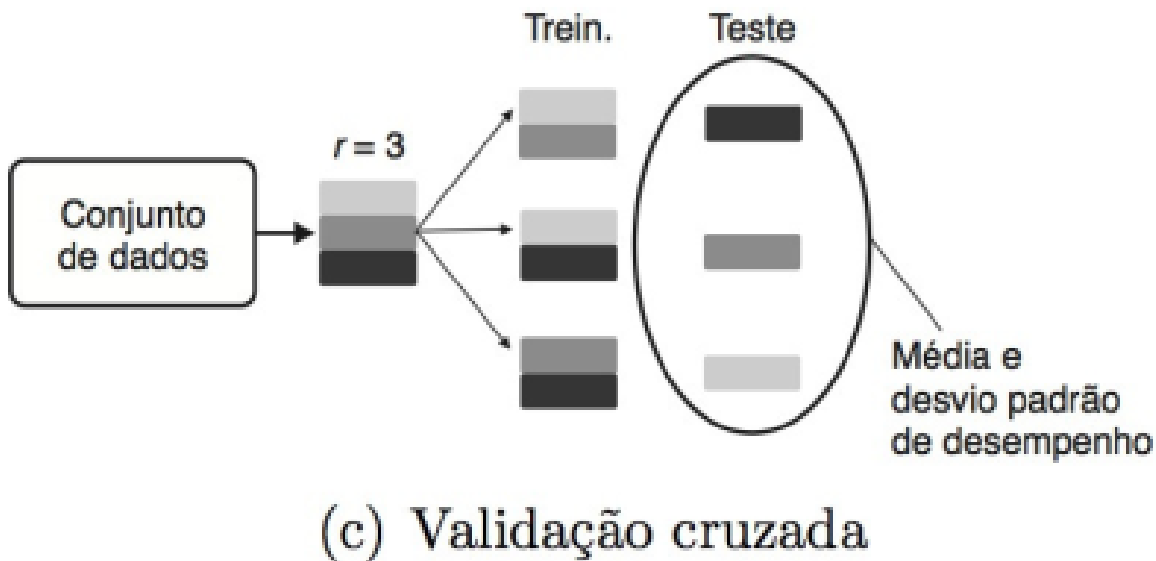 Trein.
Teste
r = 3
Conjunto
de dados
Média e
desvio padrão
de desempenho
(c) Validação cruzada